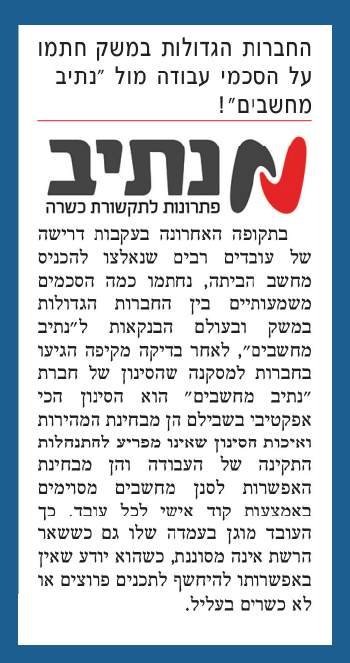 החברות הגדולות במשק חתמו
על הסכמי עבודה מול "נתיב
מחשבים"!
נתיב
פתרונות לתקשורת כשרה
בתקופה האחרונה בעקבות דרישה
של עובדים רבים שנאלצו להכניס
מחשב הביתה, נחתמו כמה הסכמים
משמעותיים בין החברות הגדולות
במשק ובעולם הבנקאות ל"נתיב
מחשבים", לאחר בדיקה מקיפה הגיעו
בחברות למסקנה שהסינון של חברת
"נתיב מחשבים" הוא הסינון הכי
אפקטיבי בשבילם הן מבחינת המהירות
ואיכות הסינון שאינו מפריע להתנהלות
התקינה של העבודה והן מבחינת
האפשרות לסנן מחשבים מסוימים
באמצעות קוד אישי לכל עובד. כך
העובד מוגן בעמדה שלו גם כששאר
הרשת אינה מסוננת, כשהוא יודע שאין
באפשרותו להיחשף לתכנים פרוצים או
לא כשרים בעליל.